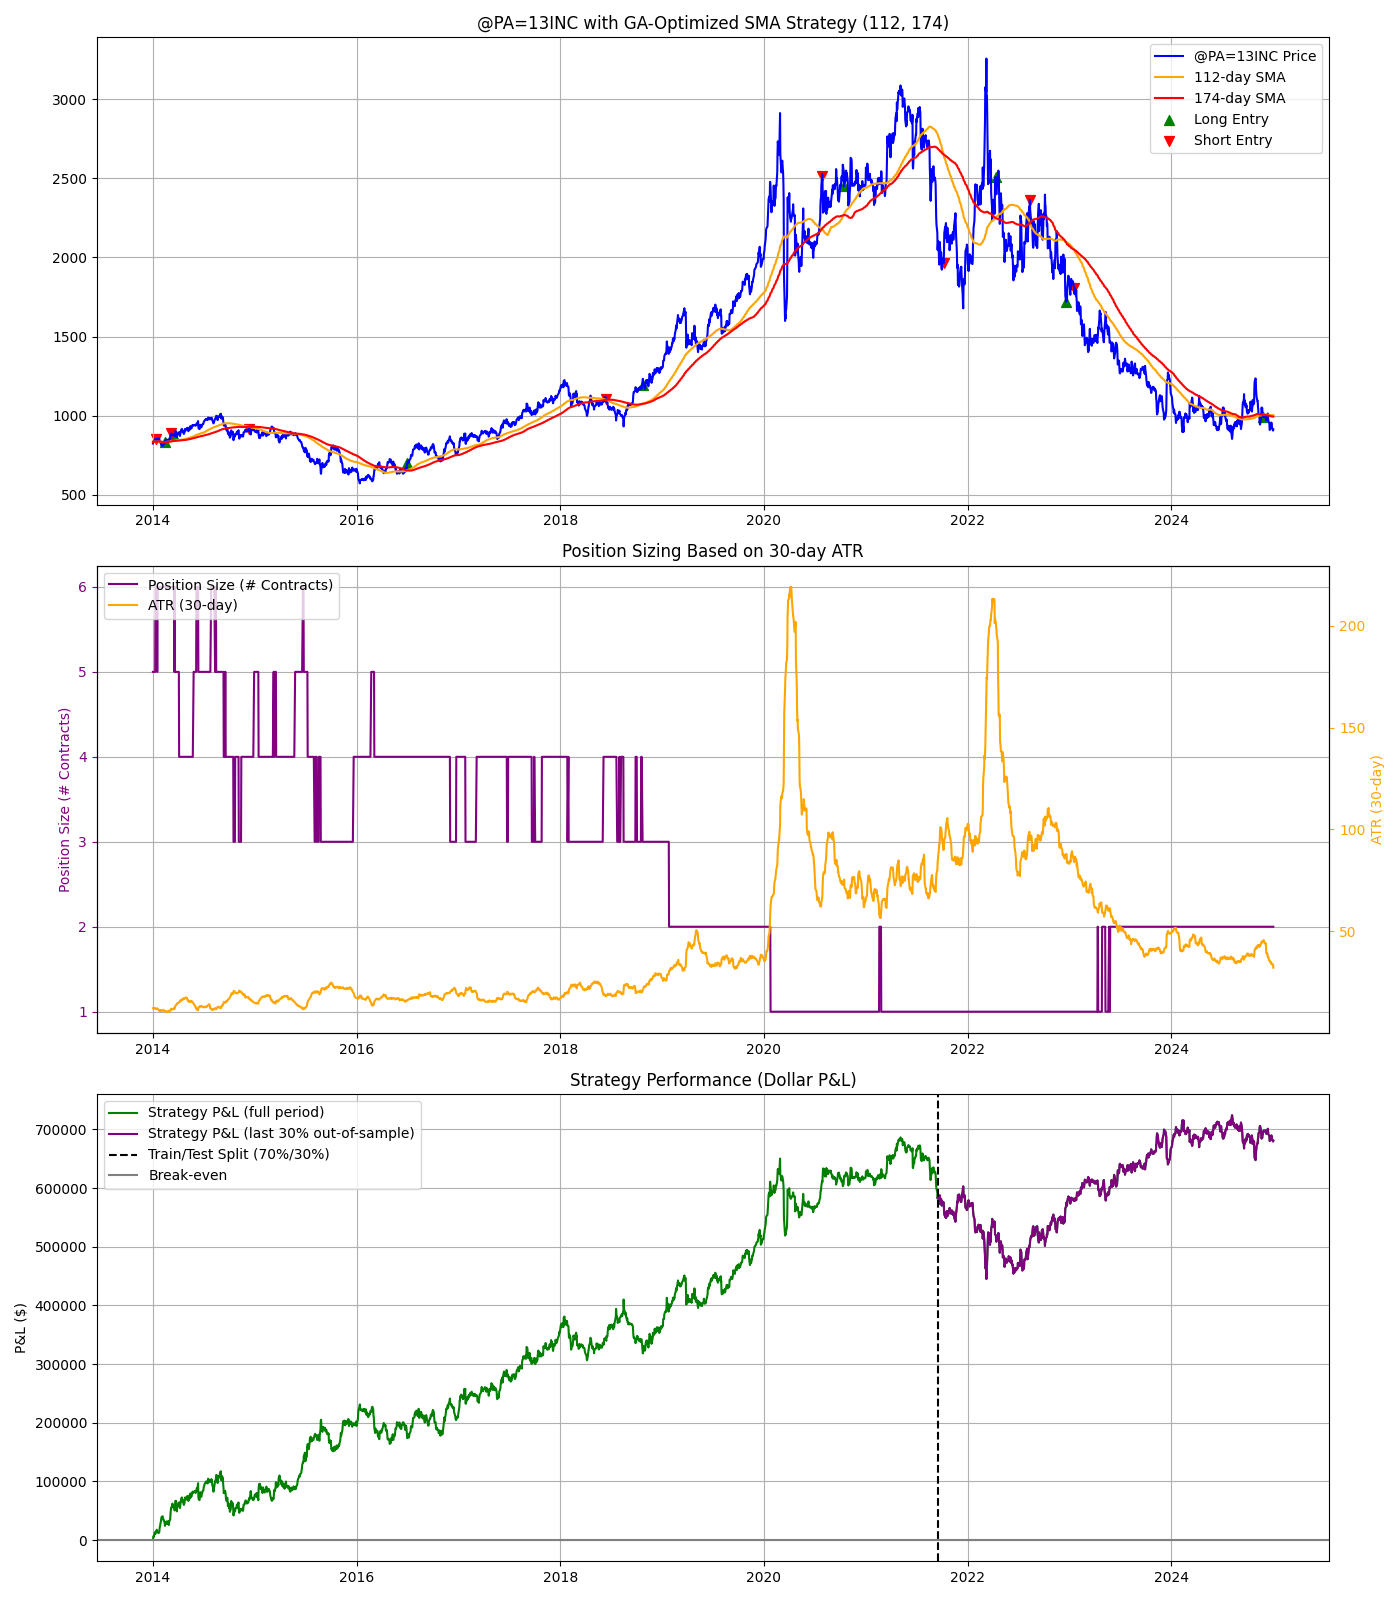 @PA=13INC with GA-Optimized SMA Strategy (112, 174)
@PA=13INC Price
112-day SMA
174-day SMA
Long Entry
Short Entry
3000
2500
2000
1500
1000
500
2014 2016 2018 2020 2022 2024
Position Sizing Based on 30-day ATR
Position Size (# Contracts)
ATR (30-day)
Position Size (# Contracts)
6
5
4
3
2
1
200
150
100
50
ATR (30-day)
2014 2016 2018 2020 2022 2024
Strategy Performance (Dollar P&L)
Strategy P&L (full period)
Strategy P&L (last 30% out-of-sample)
Train/Test Split (70%/30%)
Break-even
P&L ($)
700000
600000
500000
400000
300000
200000
100000
0
2014 2016 2018 2020 2022 2024